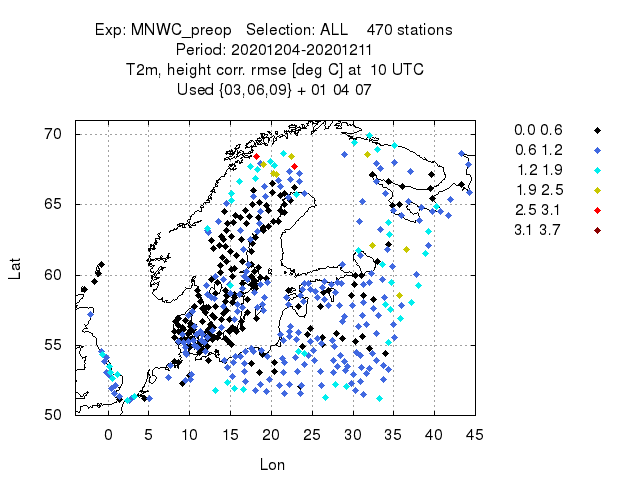 Exp: MNWC_preop Selection: ALL 470 stations
Period: 20201204-20201211
T2m, height corr. rmse [deg C] at 10 UTC
Used {03,06,09} + 01 04 07
70
65
60
55
50
Lat
0 5 10 15 20 25 30 35 40 45
Lon
0.0 0.6
0.6 1.2
1.2 1.9
1.9 2.5
2.5 3.1
3.1 3.7